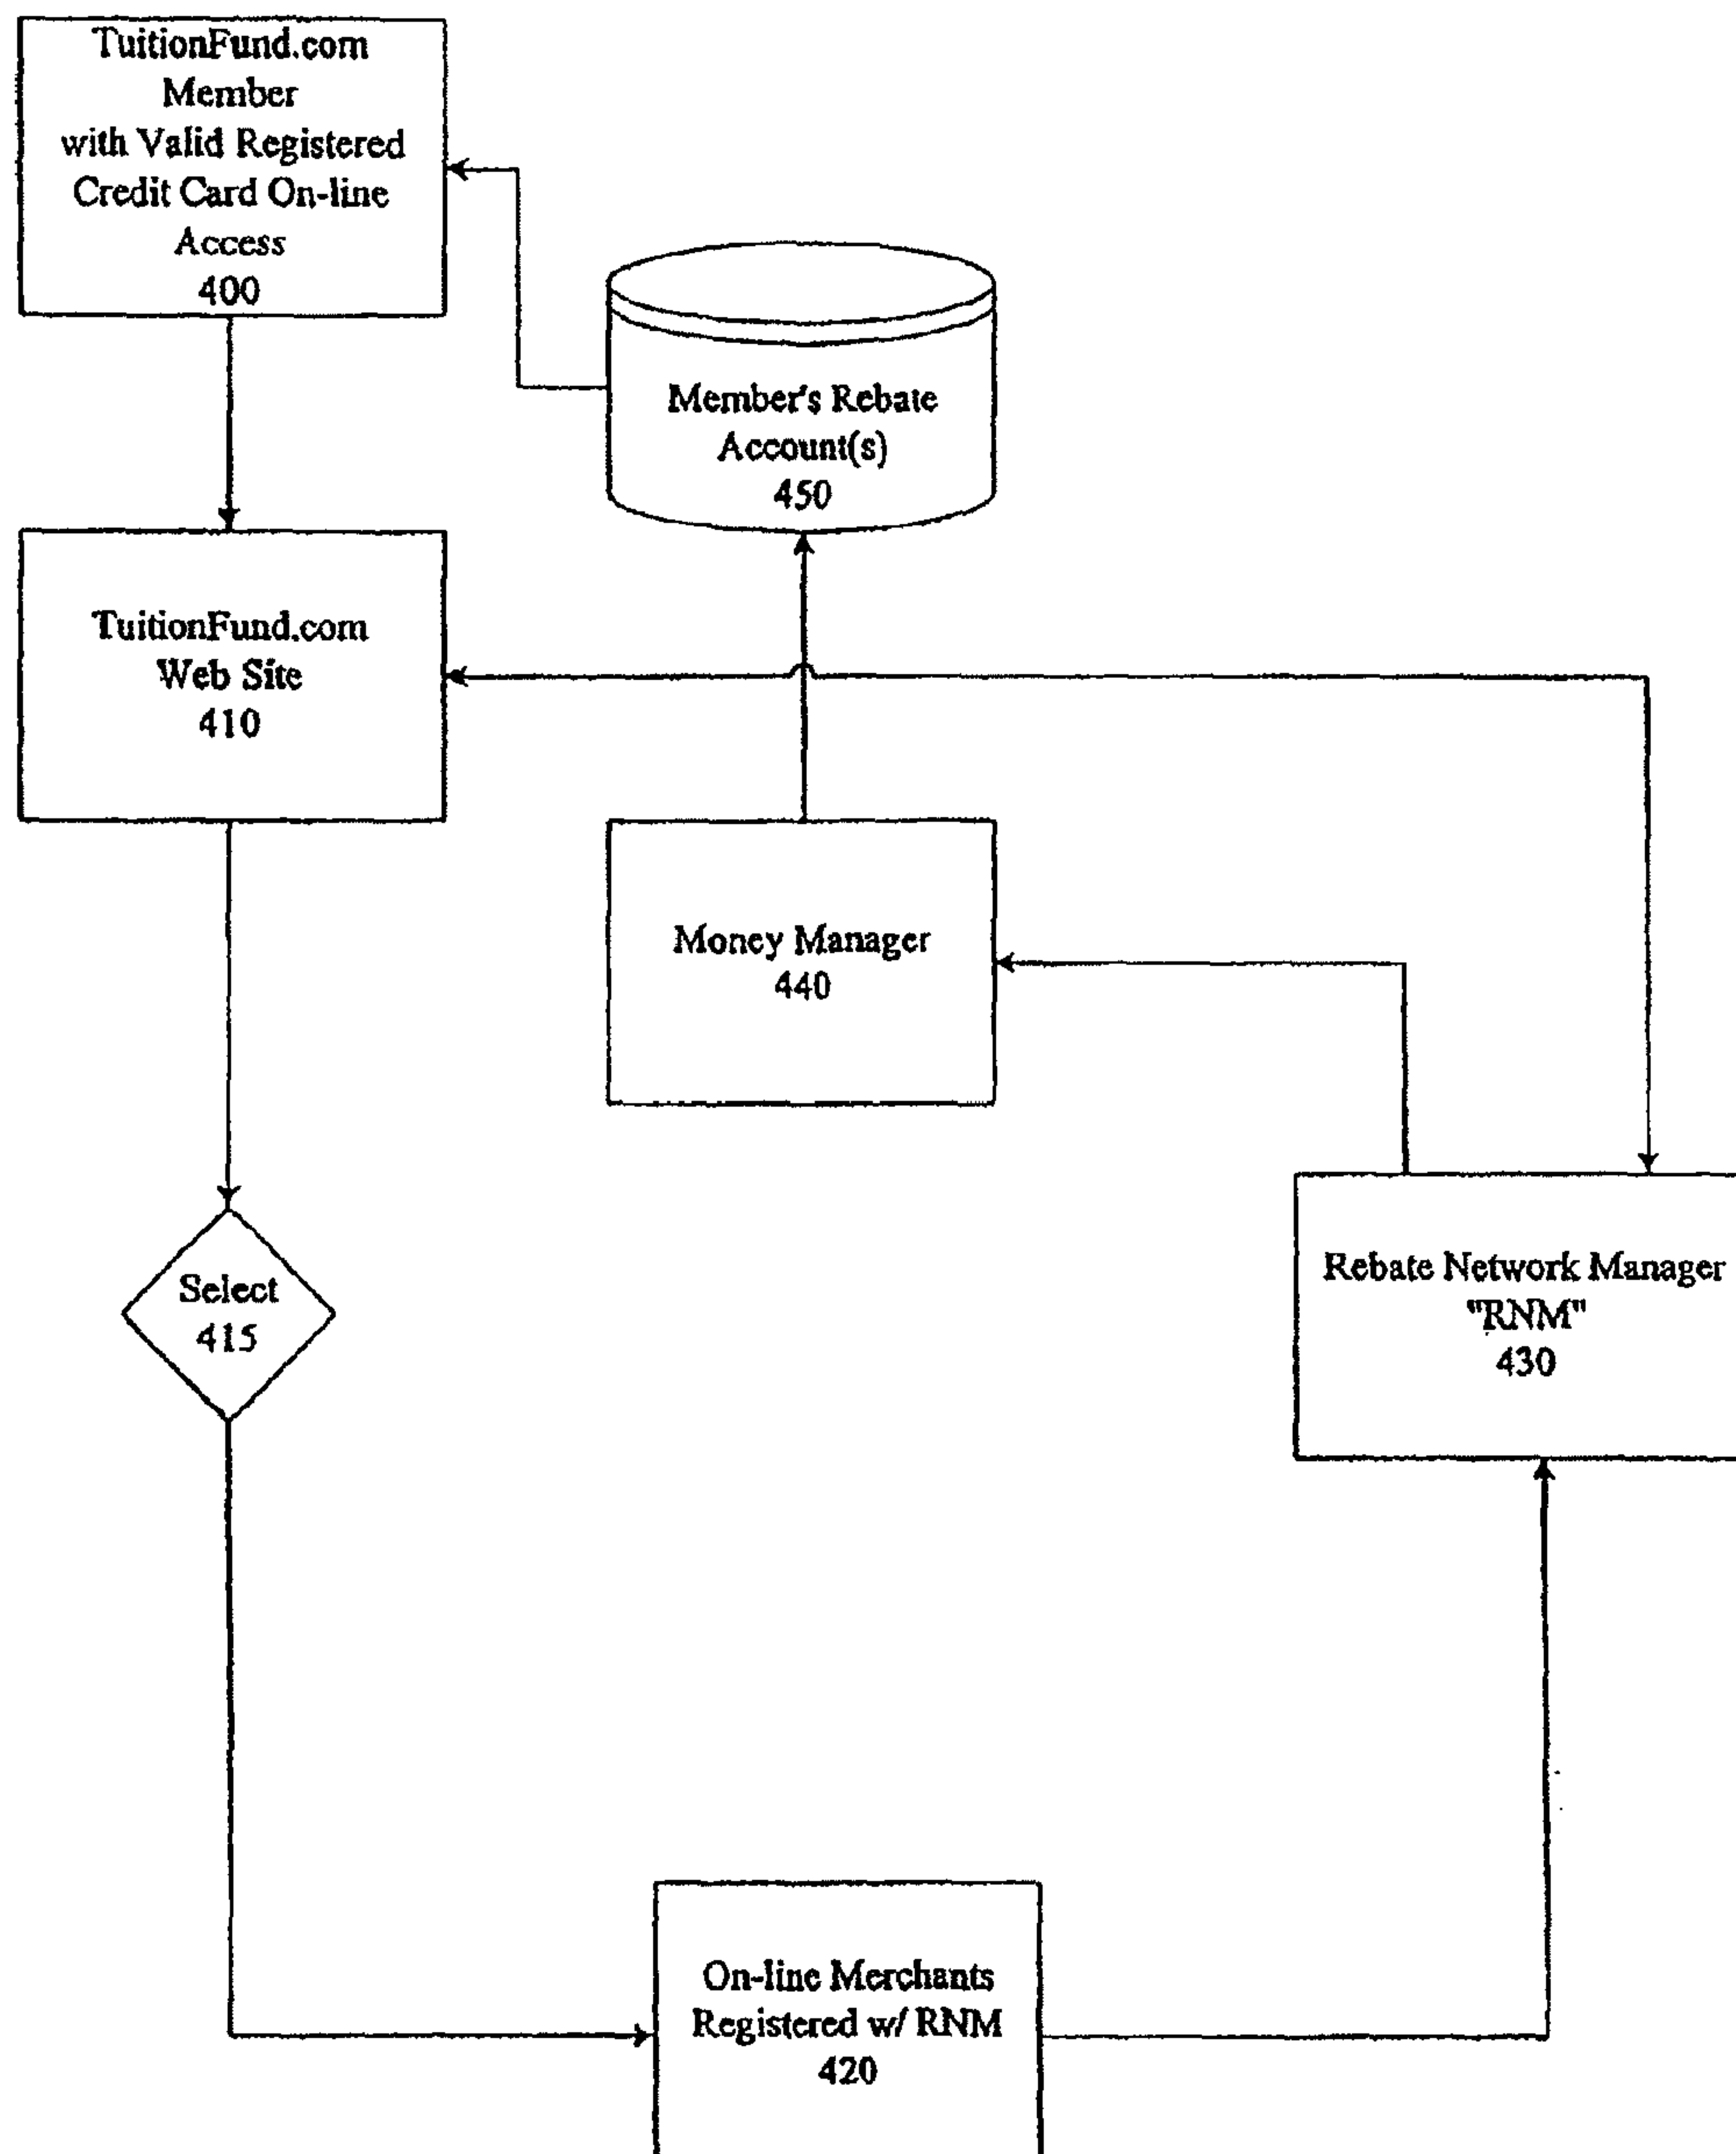 TuitionFund.com
Member
with Valid Registered
Credit Card On-line
Access
400
Member's Rebate
Account(s)
450
TuitionFund.com
Web Site
410
Money Manager
440
Select
415
Rebate Network Manager
"RNM"
430
On-line Merchants
Registered w/ RNM
420